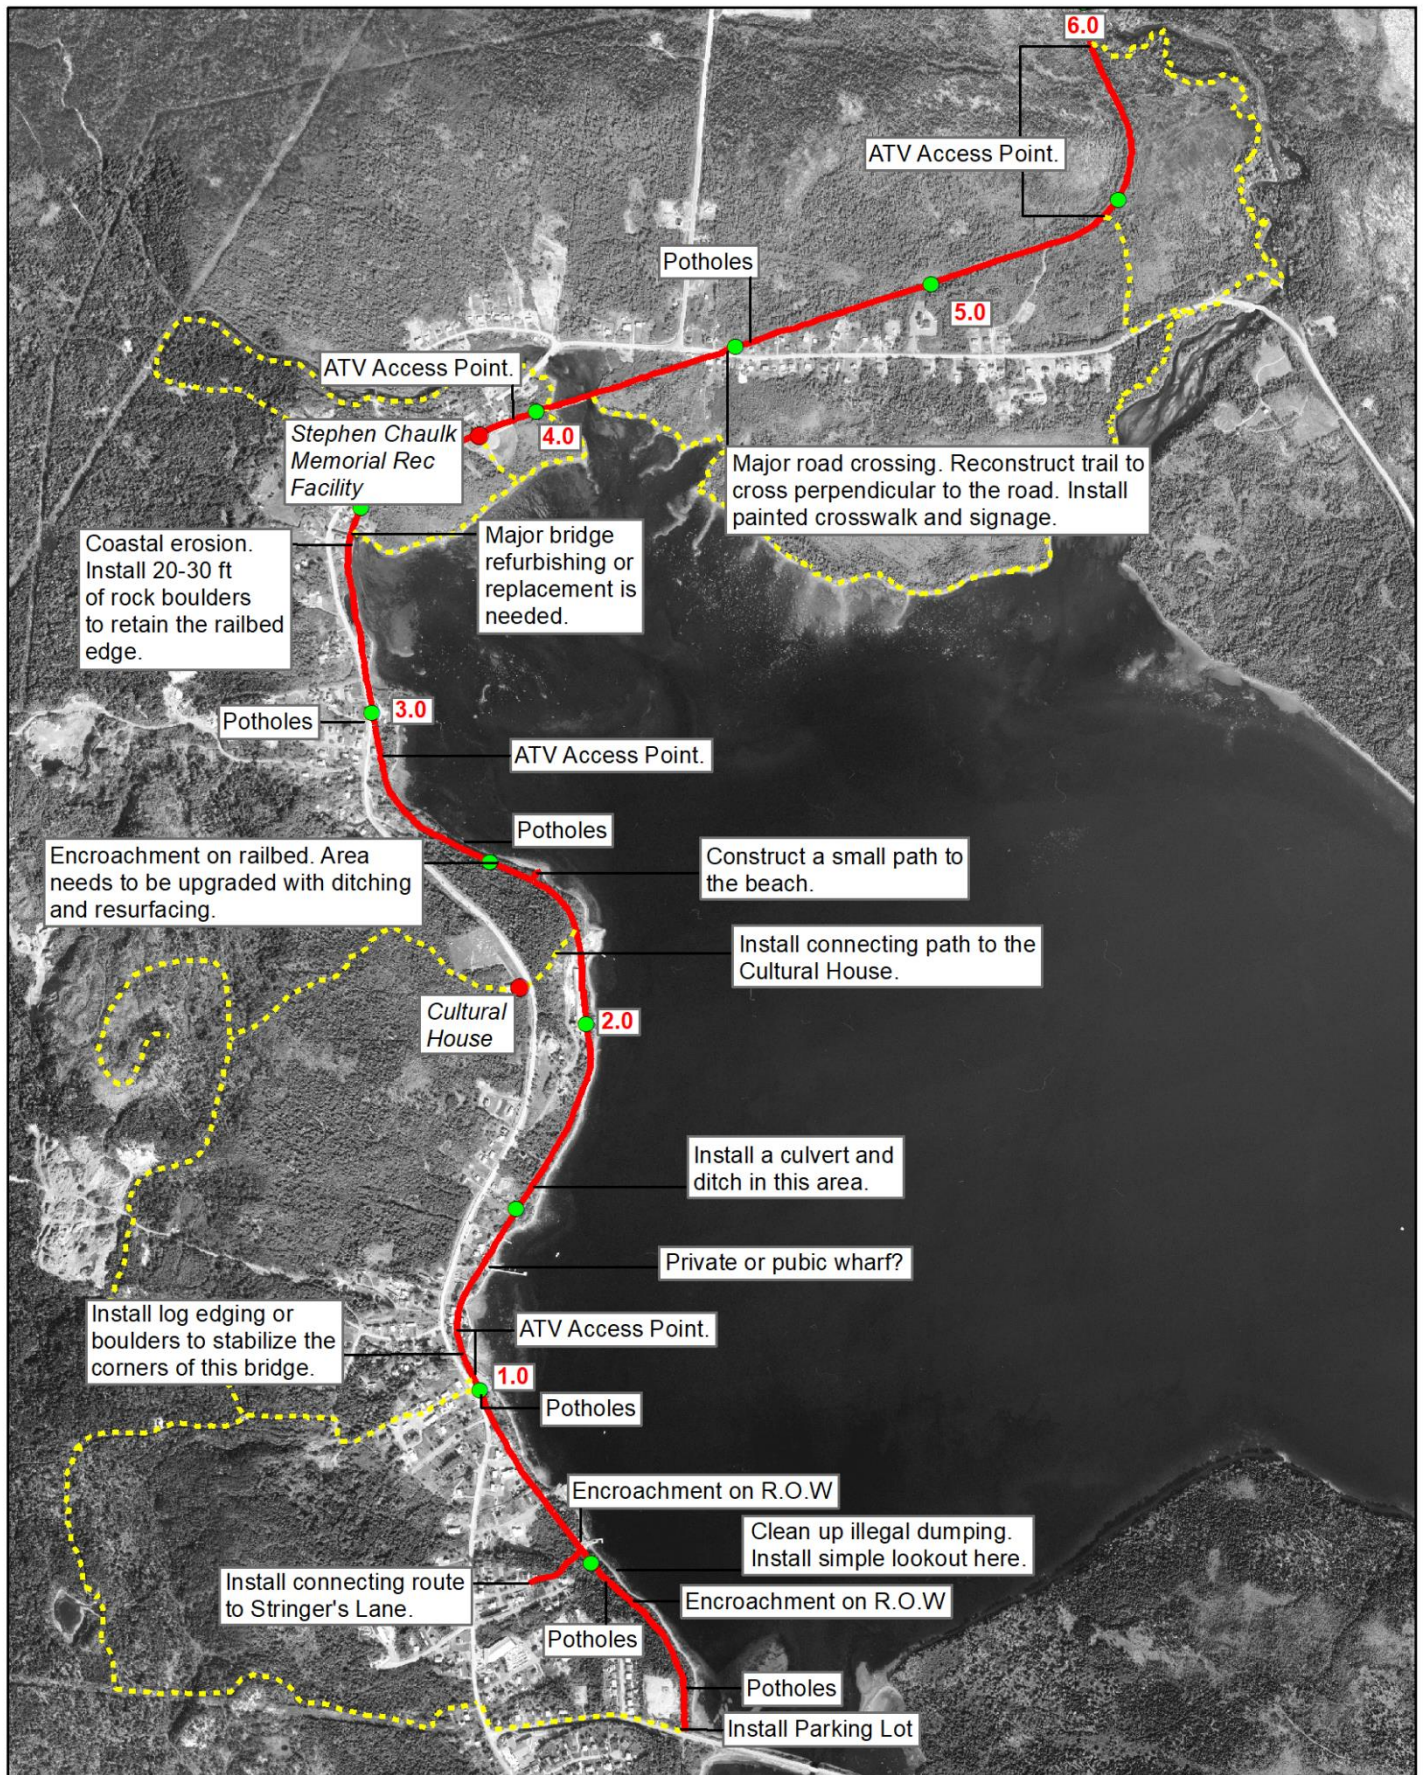 6.0
ATV Access Point.
Potholes
5.0
ATV Access Point.
4.0
Stephen Chaulk
Memorial Rec
Facility
Major road crossing. Reconstruct trail to
cross perpendicular to the road. Install
painted crosswalk and signage.
Coastal erosion.
Install 20-30 ft
of rock boulders
to retain the railbed
edge.
Major bridge
refurbishing or
replacement is
needed.
3.0
Potholes
ATV Access Point.
Potholes
Encroachment on railbed. Area
needs to be upgraded with ditching
and resurfacing.
Construct a small path to
the beach.
Install connecting path to the
Cultural House.
Cultural
House
2.0
Install a culvert and
ditch in this area.
Private or pubic wharf?
Install log edging or
boulders to stabilize the
corners of this bridge.
ATV Access Point.
1.0
Potholes
Encroachment on R.O.W
Clean up illegal dumping.
Install simple lookout here.
Install connecting route
to Stringer's Lane.
Encroachment on R.O.W
Potholes
Potholes
Install Parking Lot